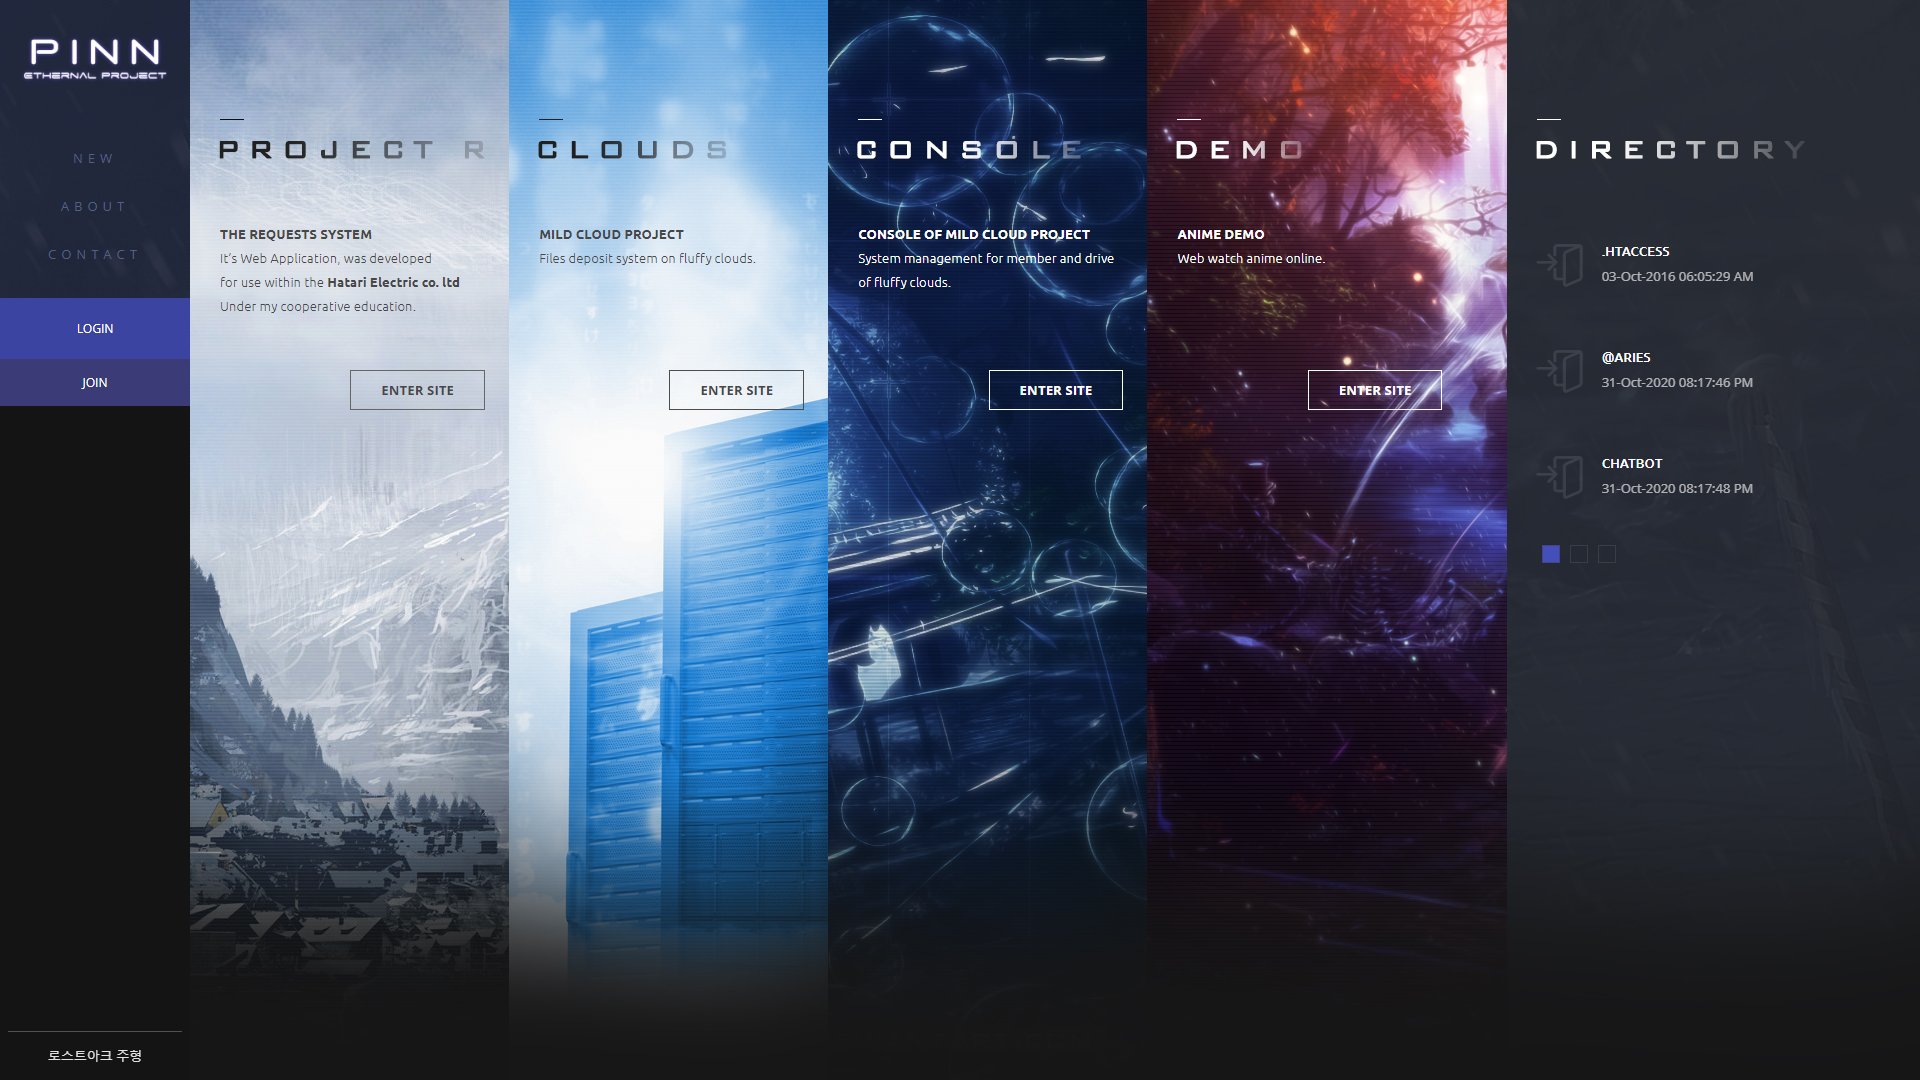 PINN
ETHERNAL PROJECT
NEW
ABOUT
CONTACT
LOGIN
JOIN
로스트아크 주형
PROJECT R
THE REQUESTS SYSTEM
It's Web Application, was developed
for use within the Hatari Electric co. ltd
Under my cooperative education.
ENTER SITE
CLOUDS
MILD CLOUD PROJECT
Files deposit system on fluffy clouds.
ENTER SITE
CONSOLE
CONSOLE OF MILD CLOUD PROJECT
System management for member and drive
of fluffy clouds.
ENTER SITE
DEMO
ANIME DEMO
Web watch anime online.
ENTER SITE
DIRECTORY
.HTACCESS
03-Oct-2016 06:05:29 AM
@ARIES
31-Oct-2020 08:17:46 PM
CHATBOT
31-Oct-2020 08:17:48 PM